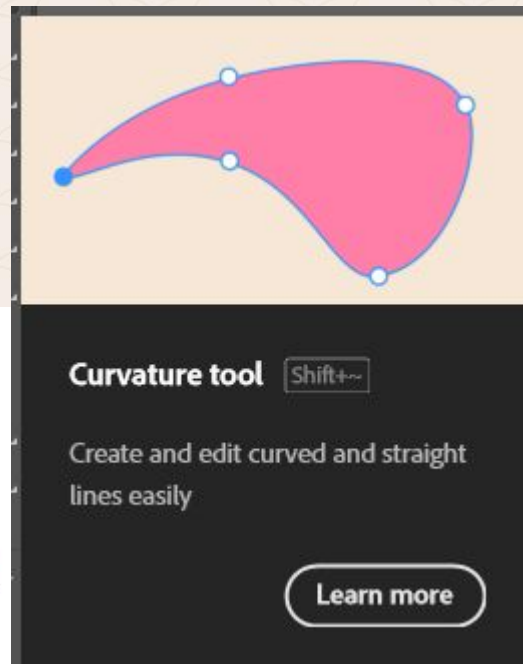 Curvature tool Shift+~
Create and edit curved and straight
lines easily
Learn more